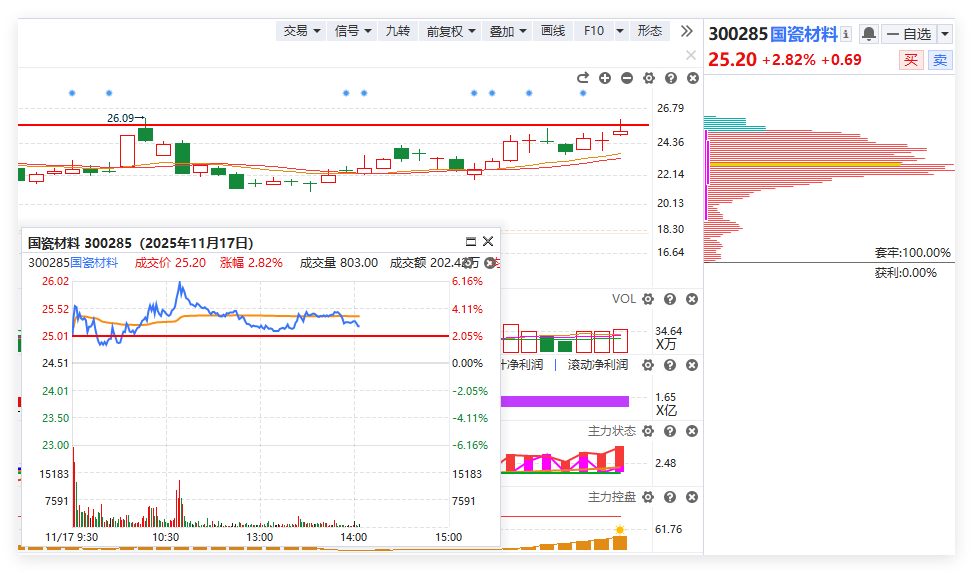 交易 信号 九转 前复权 叠加 画线 F10 形态
300285国瓷材料 自选
25.20 +2.82% +0.69 买 卖
26.79
26.09
24.36
22.14
20.13
18.30
16.64
套牢:100.00%
获利:0.00%
国瓷材料 300285（2025年11月17日）
300285国瓷材料 成交价 25.20 涨幅 2.82% 成交量 803.00 成交额 202.42万
26.02 6.16%
25.52 4.11%
25.01 2.05%
24.51 0.00%
24.01 -2.05%
23.50 -4.11%
23.00 -6.16%
15183 15183
7591 7591
11/17 9:30 10:30 13:00 14:00 15:00
VOL
34.64
X万
净利润 | 滚动净利润
1.65
X亿
主力状态
2.48
主力控盘
61.76